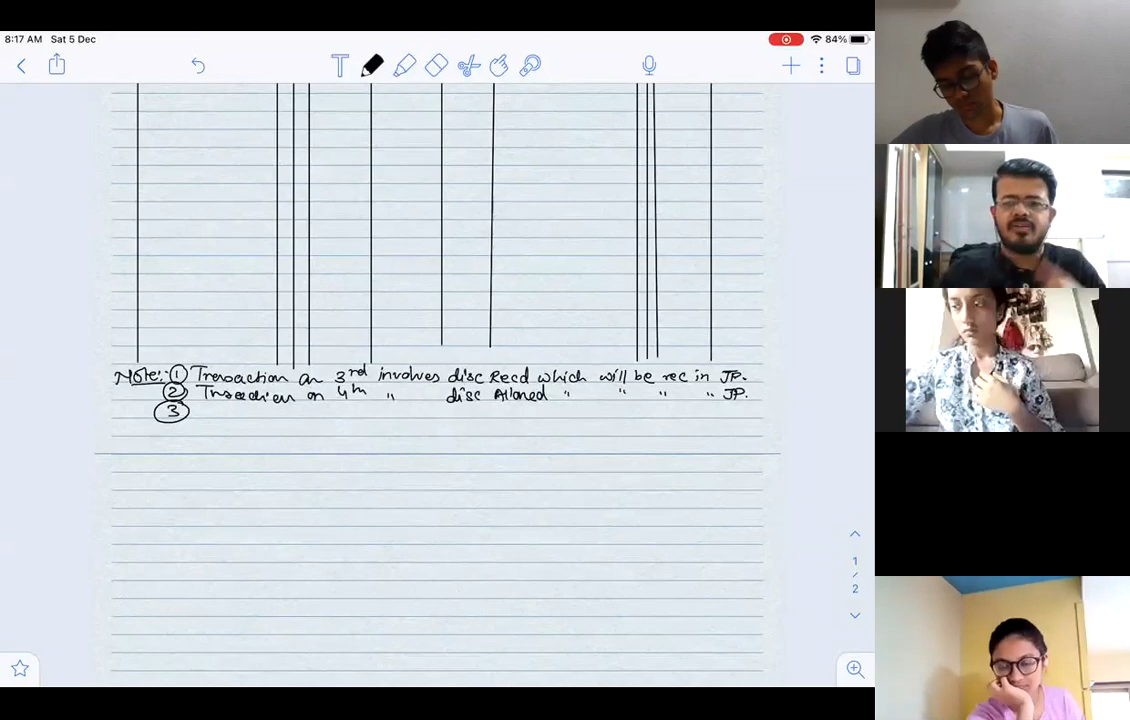 8:17 AM Sat 5 Dec
84%
T
Note:- ① Transaction on 3rd involves disc Recd which will be rec in JP.
② Transaction on 4th " disc Allowed " " " " JP.
③
1
/
2